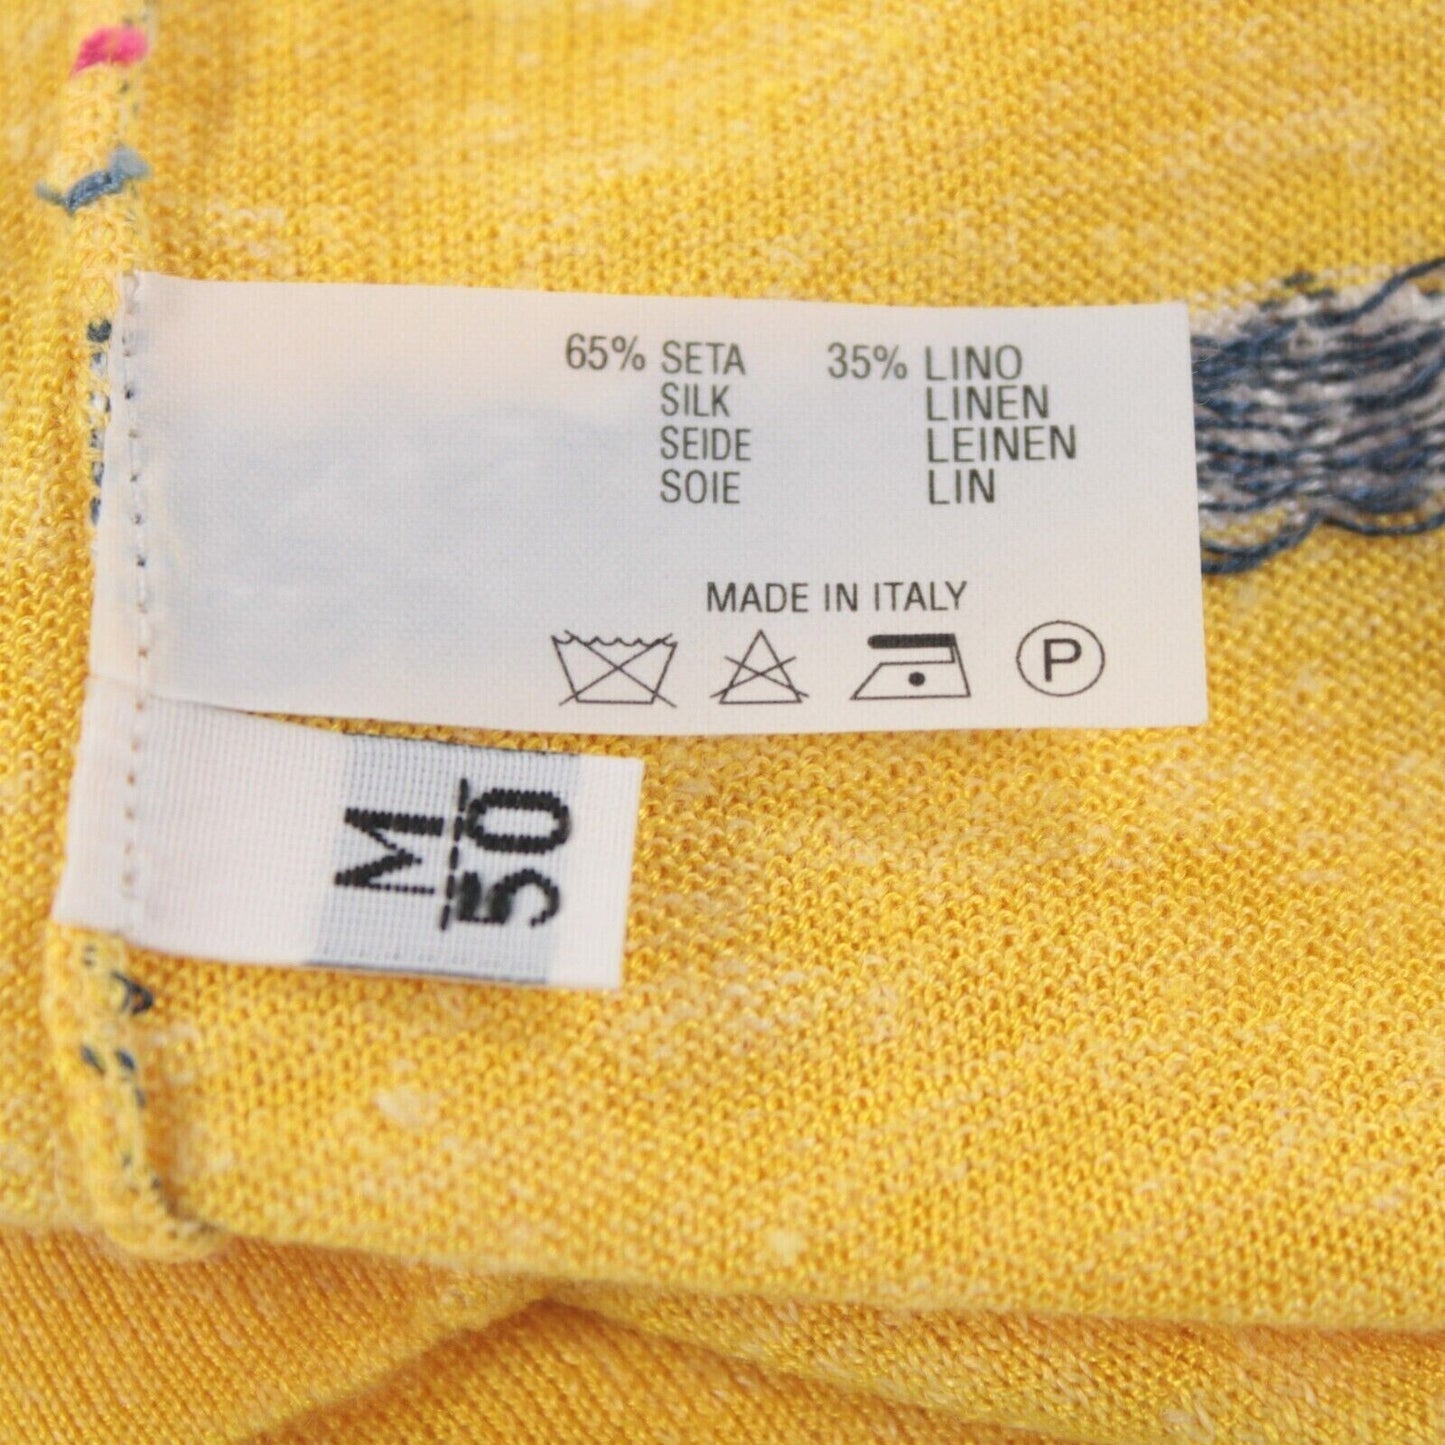 65% SETA 35% LINO
SILK LINEN
SEIDE LEINEN
SOIE LIN
MADE IN ITALY
P
M
50